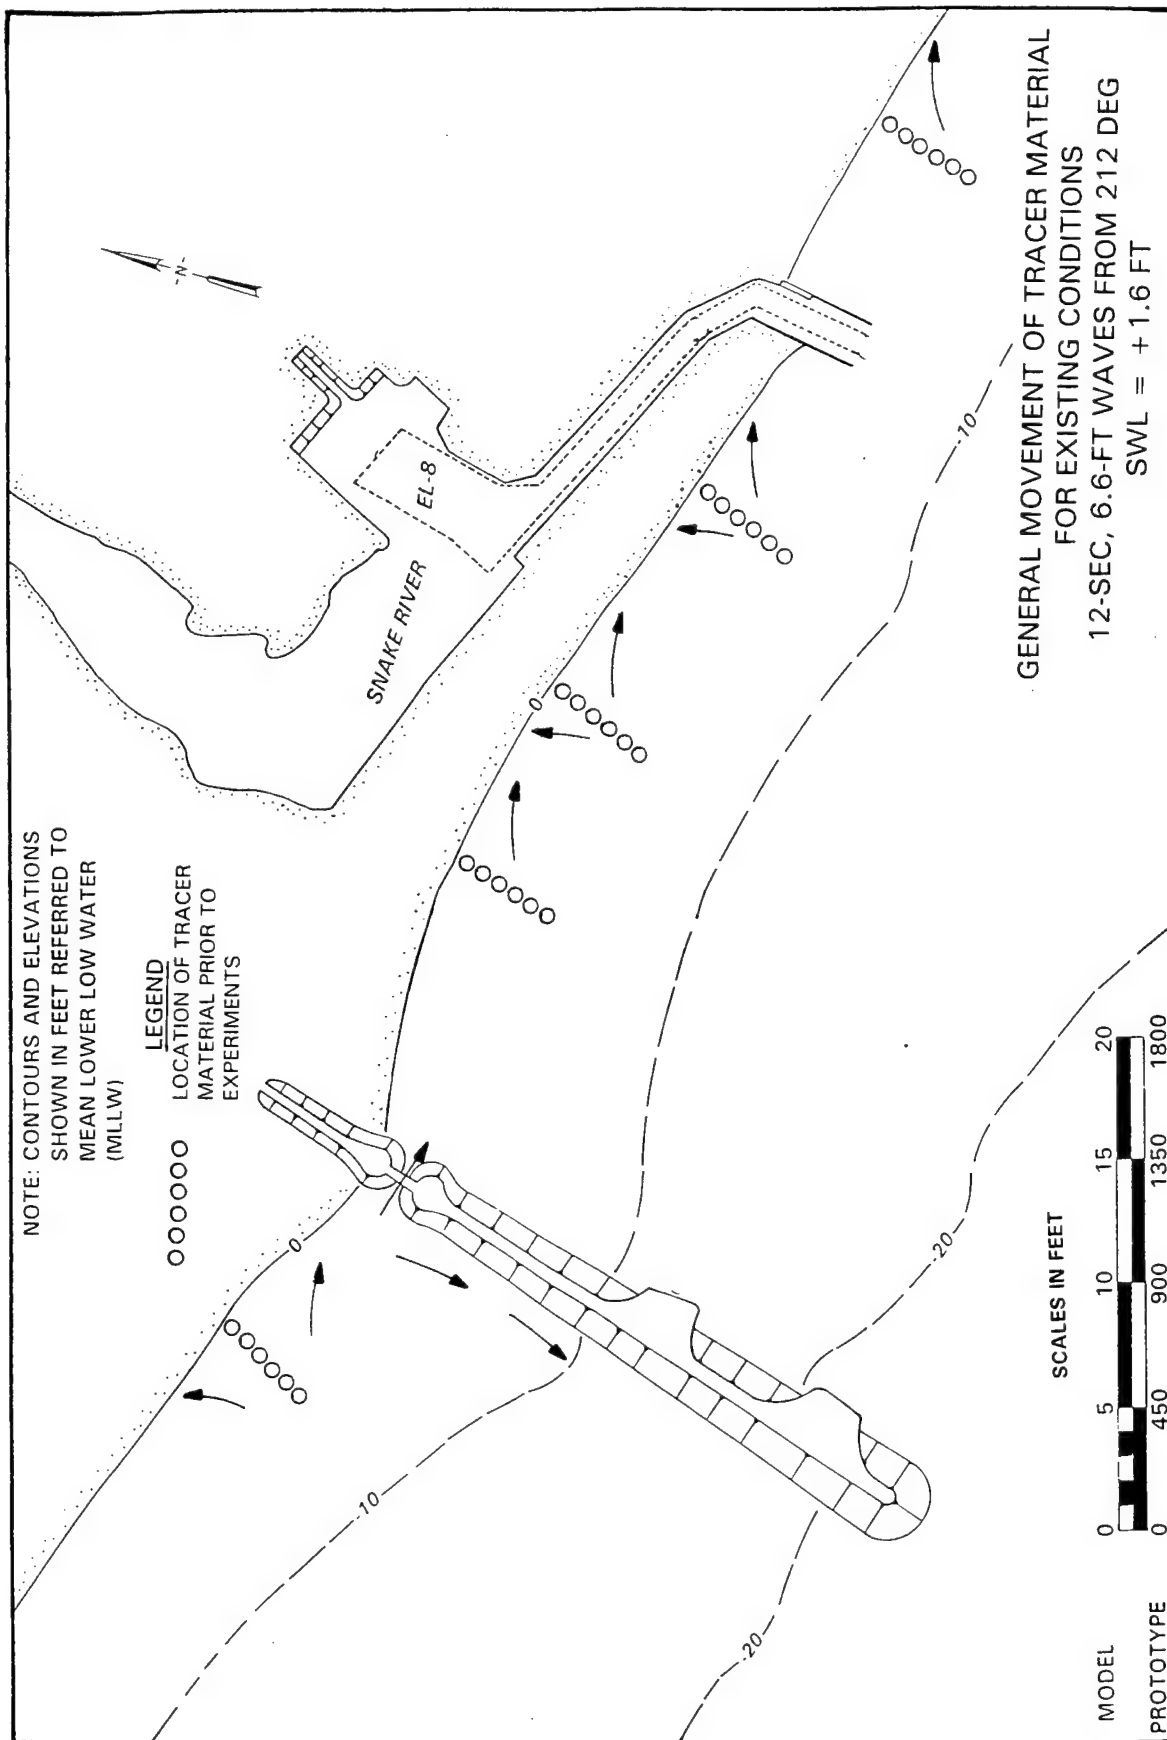 NOTE: CONTOURS AND ELEVATIONS
SHOWN IN FEET REFERRED TO
MEAN LOWER LOW WATER
(MLLW)
LEGEND
OOOOOO LOCATION OF TRACER
MATERIAL PRIOR TO
EXPERIMENTS
-N-
SNAKE RIVER
EL-8
0
0
-10
-10
-20
-20
SCALES IN FEET
MODEL 0 5 10 15 20
PROTOTYPE 0 450 900 1350 1800
GENERAL MOVEMENT OF TRACER MATERIAL
FOR EXISTING CONDITIONS
12-SEC, 6.6-FT WAVES FROM 212 DEG
SWL = +1.6 FT